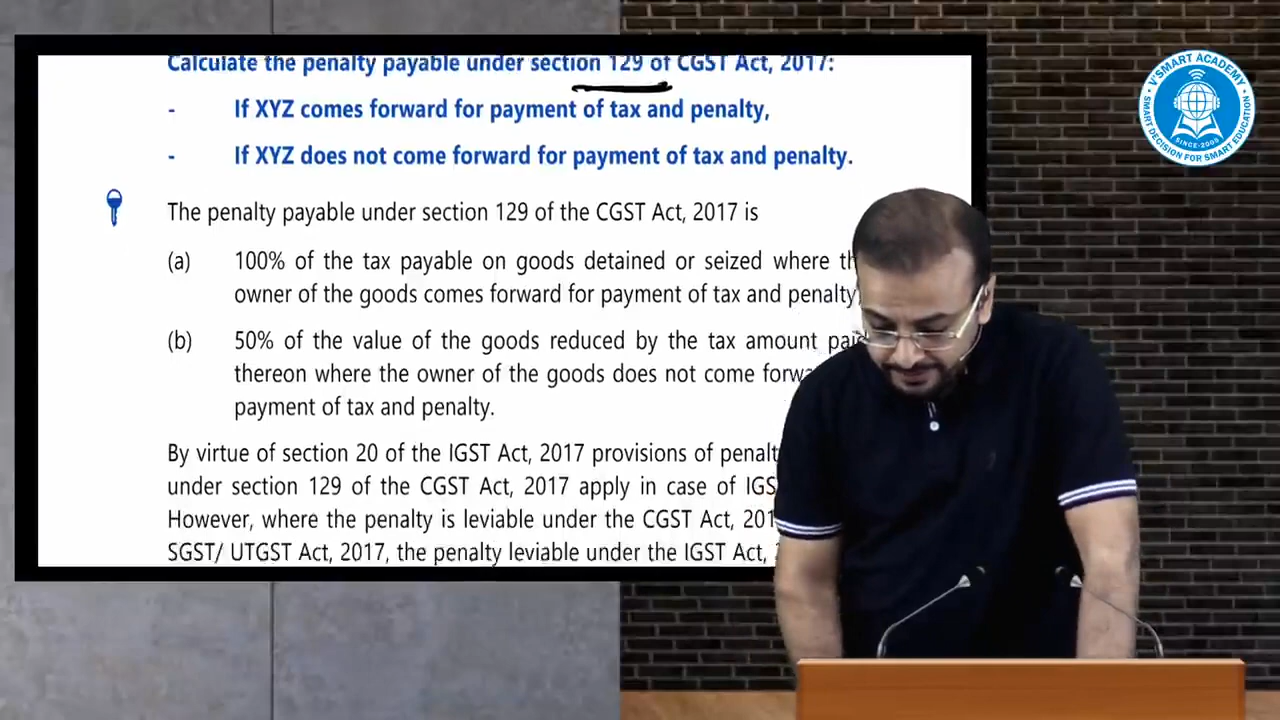 Calculate the penalty payable under section 129 of CGST Act, 2017:
- If XYZ comes forward for payment of tax and penalty,
- If XYZ does not come forward for payment of tax and penalty.
The penalty payable under section 129 of the CGST Act, 2017 is
(a) 100% of the tax payable on goods detained or seized where
owner of the goods comes forward for payment of tax and penalty
(b) 50% of the value of the goods reduced by the tax amount
thereon where the owner of the goods does not come
payment of tax and penalty.
By virtue of section 20 of the IGST Act, 2017 provisions of
under section 129 of the CGST Act, 2017 apply in case of
However, where the penalty is leviable under the CGST Act,
SGST/ UTGST Act, 2017, the penalty leviable under the IGST Act,
V'SMART ACADEMY
SINCE-2005
SMART DECISION FOR SMART EDUCATION